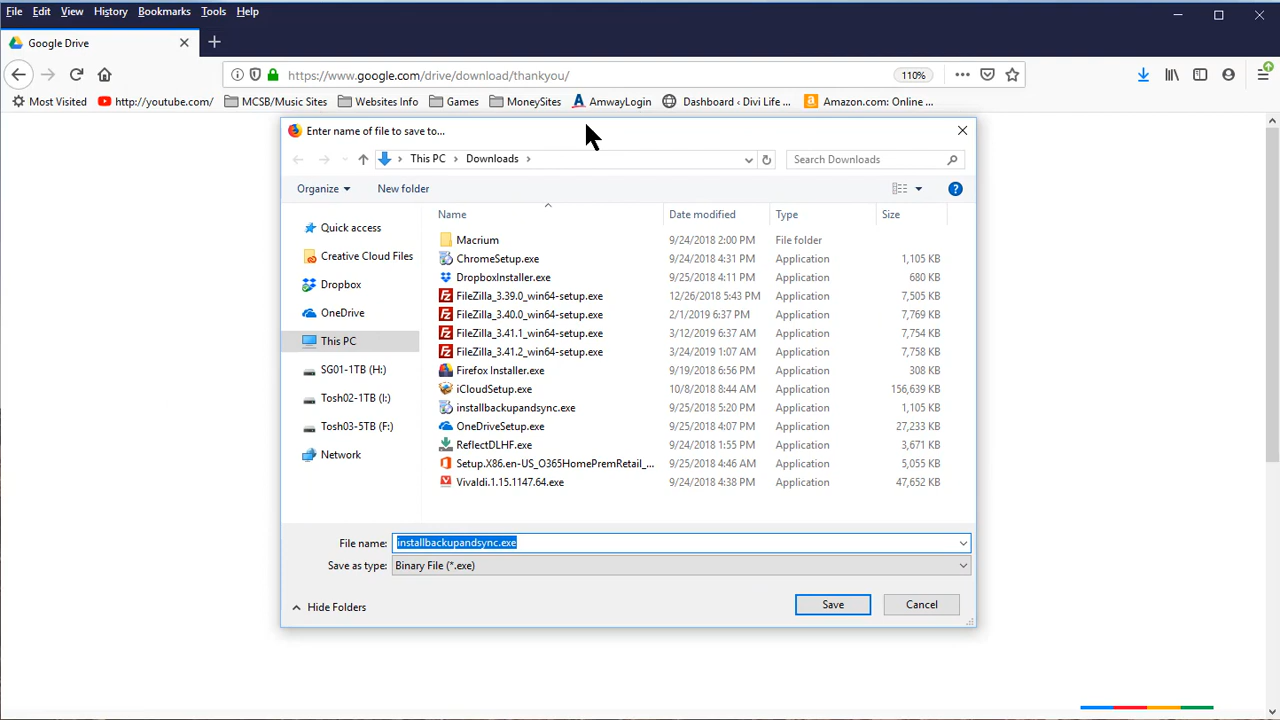 File Edit View History Bookmarks Tools Help
Google Drive
https://www.google.com/drive/download/thankyou/ 110%
Most Visited http://youtube.com/ MCSB/Music Sites Websites Info Games MoneySites AmwayLogin Dashboard ‹ Divi Life ... Amazon.com: Online ...
Enter name of file to save to...
This PC Downloads Search Downloads
Organize New folder
Name Date modified Type Size
Quick access
Creative Cloud Files
Dropbox
OneDrive
This PC
SG01-1TB (H:)
Tosh02-1TB (I:)
Tosh03-5TB (F:)
Network
Macrium 9/24/2018 2:00 PM File folder
ChromeSetup.exe 9/24/2018 4:31 PM Application 1,105 KB
DropboxInstaller.exe 9/25/2018 4:11 PM Application 680 KB
FileZilla_3.39.0_win64-setup.exe 12/26/2018 5:43 PM Application 7,505 KB
FileZilla_3.40.0_win64-setup.exe 2/1/2019 6:37 PM Application 7,769 KB
FileZilla_3.41.1_win64-setup.exe 3/12/2019 6:37 AM Application 7,754 KB
FileZilla_3.41.2_win64-setup.exe 3/24/2019 1:07 AM Application 7,758 KB
Firefox Installer.exe 9/19/2018 6:56 PM Application 308 KB
iCloudSetup.exe 10/8/2018 8:44 AM Application 156,639 KB
installbackupandsync.exe 9/25/2018 5:20 PM Application 1,105 KB
OneDriveSetup.exe 9/25/2018 4:07 PM Application 27,233 KB
ReflectDLHF.exe 9/24/2018 1:55 PM Application 3,671 KB
Setup.X86.en-US_O365HomePremRetail_... 9/25/2018 4:46 AM Application 5,055 KB
Vivaldi.1.15.1147.64.exe 9/24/2018 4:38 PM Application 47,652 KB
File name: installbackupandsync.exe
Save as type: Binary File (*.exe)
Hide Folders Save Cancel